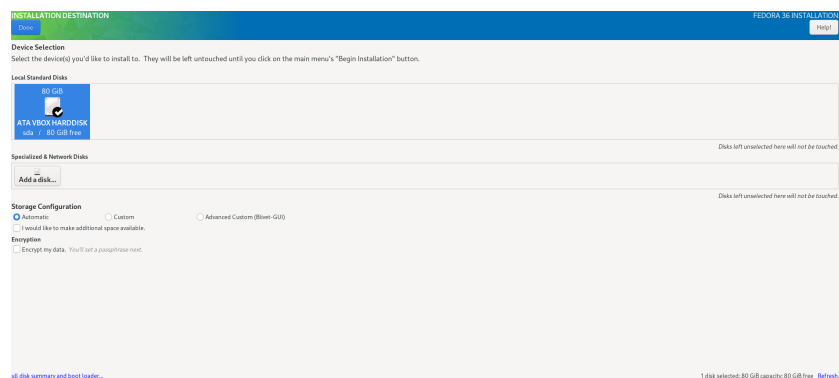 INSTALLATION DESTINATION
FEDORA 36 INSTALLATION
Done
Help!
Device Selection
Select the device(s) you'd like to install to. They will be left untouched until you click on the main menu's "Begin Installation" button.
Local Standard Disks
80 GiB
ATA VBOX HARDDISK
sda / 80 GiB free
Disks left unselected here will not be touched.
Specialized & Network Disks
Add a disk...
Disks left unselected here will not be touched.
Storage Configuration
Automatic Custom Advanced Custom (Blivet-GUI)
I would like to make additional space available.
Encryption
Encrypt my data. You'll set a passphrase next.
ull disk summary and boot loader... 1 disk selected; 80 GiB capacity; 80 GiB free Refresh.